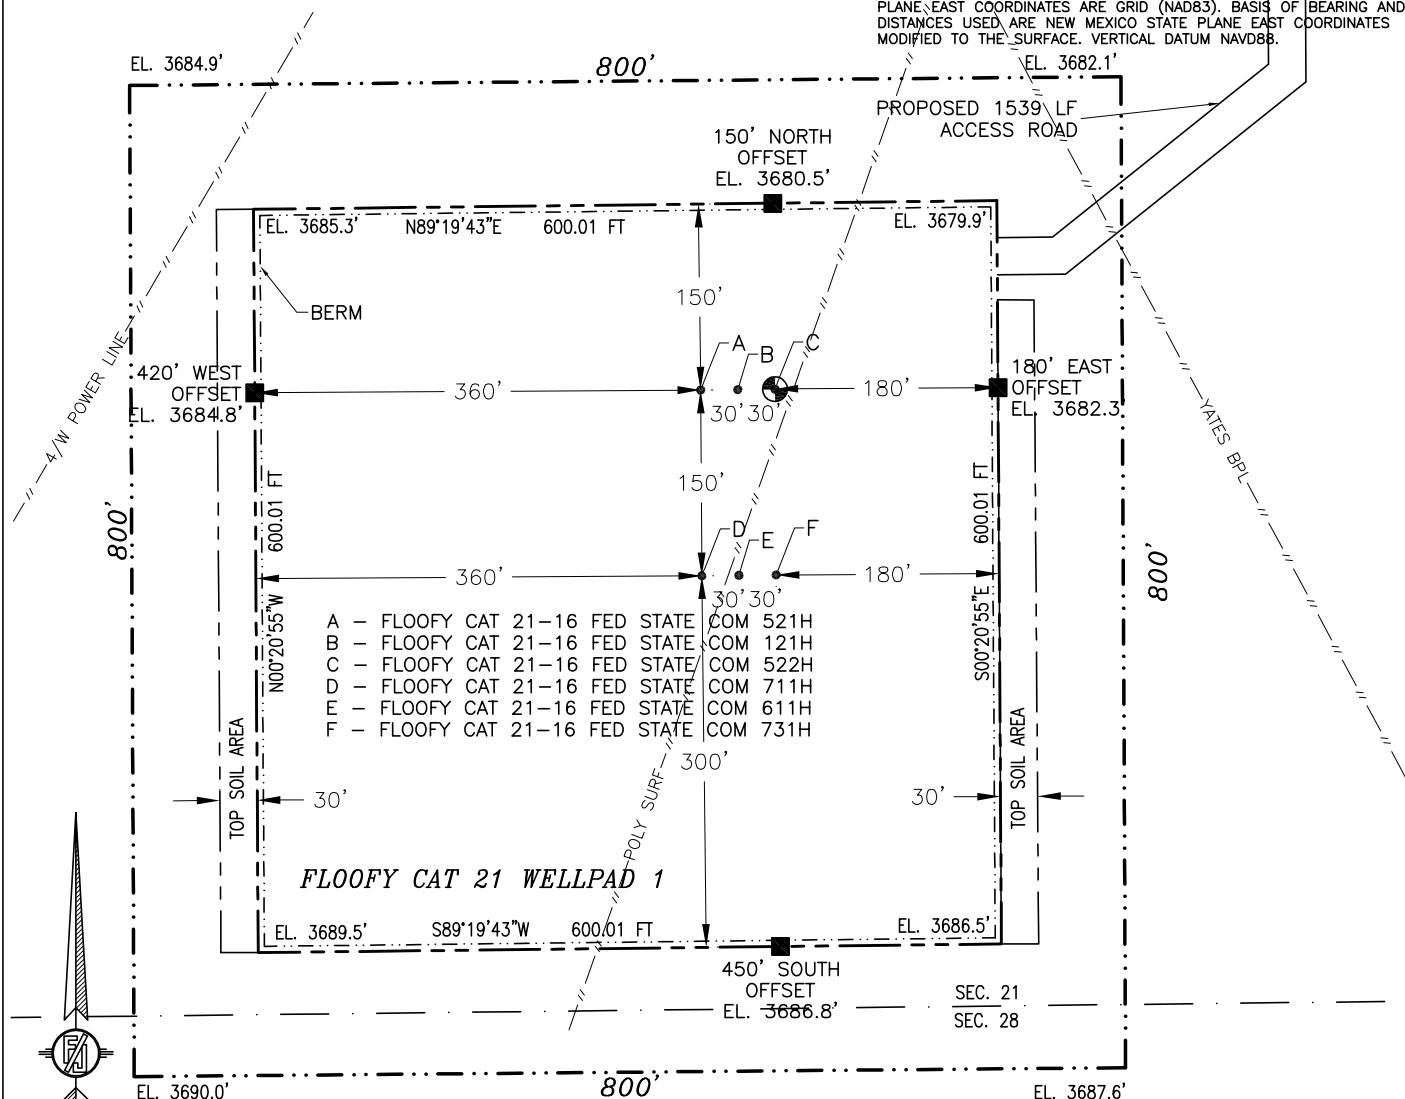 PLANE EAST COORDINATES ARE GRID (NAD83). BASIS OF BEARING AND
DISTANCES USED ARE NEW MEXICO STATE PLANE EAST COORDINATES
MODIFIED TO THE SURFACE. VERTICAL DATUM NAVD88.
EL. 3684.9'
800'
EL. 3682.1'
PROPOSED 1539 LF
ACCESS ROAD
150' NORTH
OFFSET
EL. 3680.5'
EL. 3685.3'
N89°19'43"E 600.01 FT
EL. 3679.9'
BERM
150'
4/W POWER LINE
420' WEST
OFFSET
EL. 3684.8'
360'
A
B
C
30' 30'
180'
180' EAST
OFFSET
EL. 3682.3
YATES BPL
150'
N00°20'55"W 600.01 FT
S00°20'55"E 600.01 FT
800'
800'
360'
D
E
F
30' 30'
180'
A – FLOOFY CAT 21–16 FED STATE COM 521H
B – FLOOFY CAT 21–16 FED STATE COM 121H
C – FLOOFY CAT 21–16 FED STATE COM 522H
D – FLOOFY CAT 21–16 FED STATE COM 711H
E – FLOOFY CAT 21–16 FED STATE COM 611H
F – FLOOFY CAT 21–16 FED STATE COM 731H
300'
TOP SOIL AREA
30'
POLY SURF
30'
TOP SOIL AREA
FLOOFY CAT 21 WELLPAD 1
EL. 3689.5'
S89°19'43"W 600.01 FT
EL. 3686.5'
450' SOUTH
OFFSET
EL. 3686.8'
SEC. 21
SEC. 28
EL. 3690.0'
800'
EL. 3687.6'